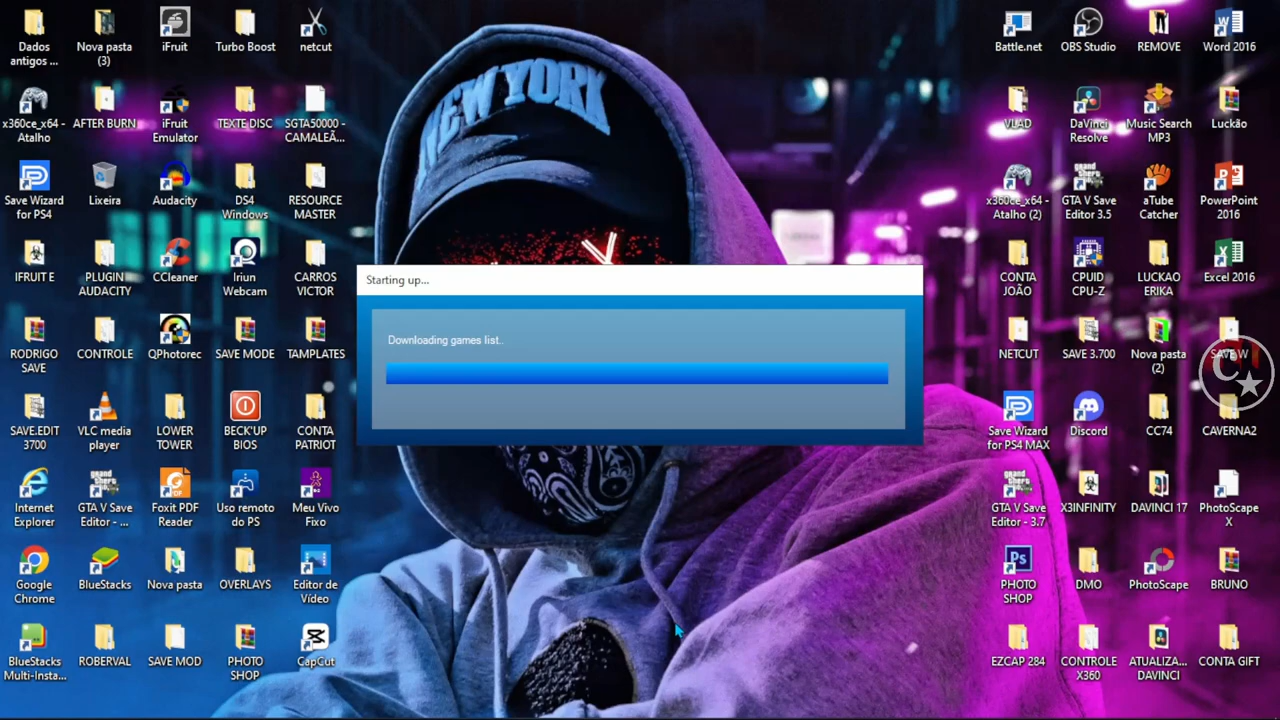 Dados
antigos ...
Nova pasta
(3)
iFruit
Turbo Boost
netcut
Battle.net
OBS Studio
REMOVE
Word 2016
x360ce_x64 -
Atalho
AFTER BURN
iFruit
Emulator
TEXTE DISC
SGTA50000 -
CAMALEÃ...
VLAD
DaVinci
Resolve
Music Search
MP3
Luckão
Save Wizard
for PS4
Lixeira
Audacity
DS4
Windows
RESOURCE
MASTER
x360ce_x64 -
Atalho (2)
GTA V Save
Editor 3.5
aTube
Catcher
PowerPoint
2016
IFRUIT E
PLUGIN
AUDACITY
CCleaner
Iriun
Webcam
CARROS
VICTOR
CONTA
JOÃO
CPUID
CPU-Z
LUCKAO
ERIKA
Excel 2016
RODRIGO
SAVE
CONTROLE
QPhotorec
SAVE MODE
TAMPLATES
NETCUT
SAVE 3.700
Nova pasta
(2)
SAVE W
SAVE.EDIT
3700
VLC media
player
LOWER
TOWER
BECK'UP
BIOS
CONTA
PATRIOT
Save Wizard
for PS4 MAX
Discord
CC74
CAVERNA2
Internet
Explorer
GTA V Save
Editor - ...
Foxit PDF
Reader
Uso remoto
do PS
Meu Vivo
Fixo
GTA V Save
Editor - 3.7
X3INFINITY
DAVINCI 17
PhotoScape
X
Google
Chrome
BlueStacks
Nova pasta
OVERLAYS
Editor de
Vídeo
PHOTO
SHOP
DMO
PhotoScape
BRUNO
BlueStacks
Multi-Insta...
ROBERVAL
SAVE MOD
PHOTO
SHOP
CapCut
EZCAP 284
CONTROLE
X360
ATUALIZA...
DAVINCI
CONTA GIFT
NEW YORK
Starting up...
Downloading games list..